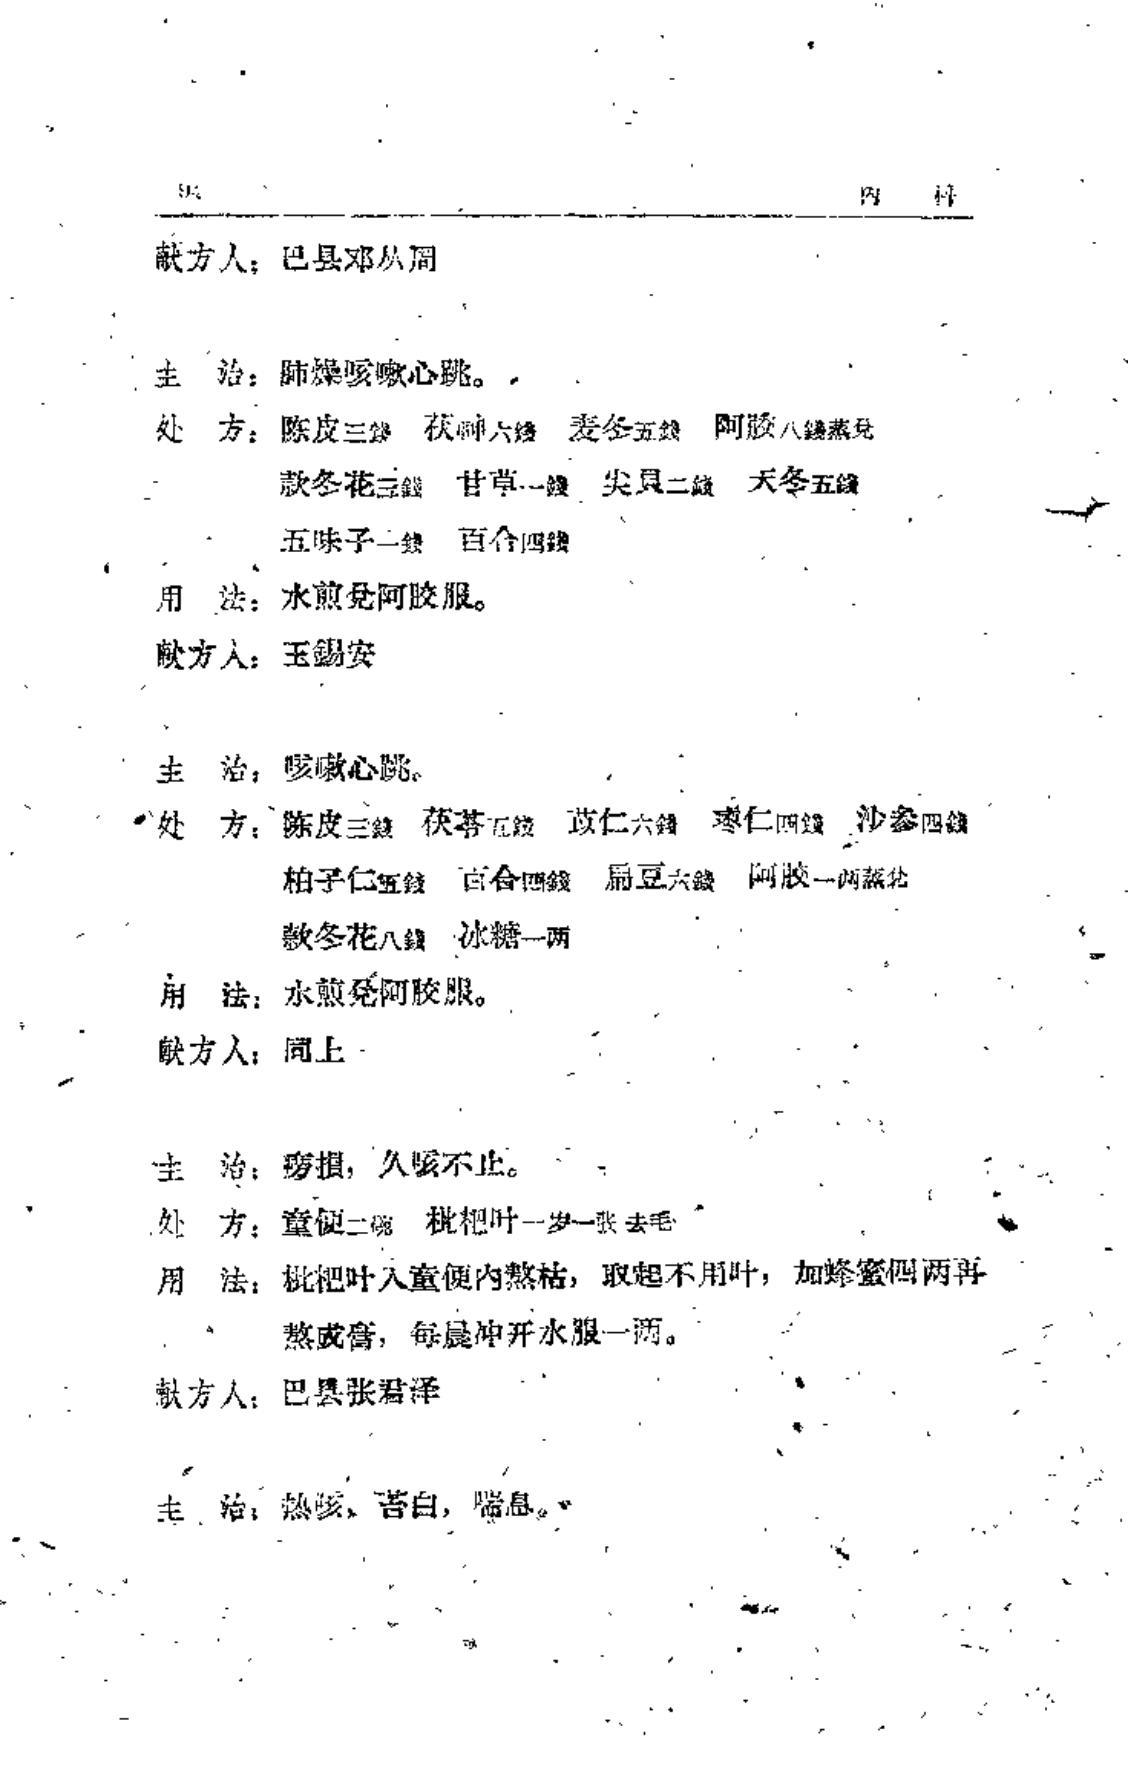 内 科
献方人：巴县邓从周
主 治：肺燥咳嗽心跳。
处 方：陈皮三錢 茯神六錢 麦冬五錢 阿胶八錢蒸兌
款冬花三錢 甘草一錢 尖貝二錢 天冬五錢
五味子二錢 百合四錢
用 法：水煎兌阿胶服。
献方人：王錫安
主 治：咳嗽心跳。
处 方：陈皮三錢 茯苓五錢 苡仁六錢 枣仁四錢 沙参四錢
柏子仁五錢 百合四錢 扁豆六錢 阿胶一两蒸兌
款冬花八錢 冰糖一两
用 法：水煎兌阿胶服。
献方人：同上
主 治：痨損，久咳不止。
处 方：童便二碗 枇杷叶一岁一张去毛
用 法：枇杷叶入童便內熬枯，取起不用叶，加蜂蜜四两再
熬成膏，每晨冲开水服一两。
献方人：巴县张君泽
主 治：热咳、苔白，喘息。